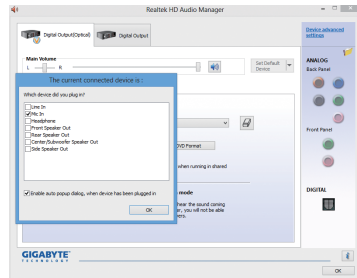 Realtek HD Audio Manager
Digital Output(Optical)
Digital Output
Device advanced
settings
Main Volume
L
R
Set Default
Device
ANALOG
Back Panel
The current connected device is :
Which device did you plug in?
Line In
Mic In
Headphone
Front Speaker Out
Rear Speaker Out
Center/Subwoofer Speaker Out
Side Speaker Out
DVD Format
when running in shared
Front Panel
Enable auto popup dialog, when device has been plugged in
OK
mode
hear the sound coming
er, you will not be able
DIGITAL
GIGABYTE
TECHNOLOGY
OK